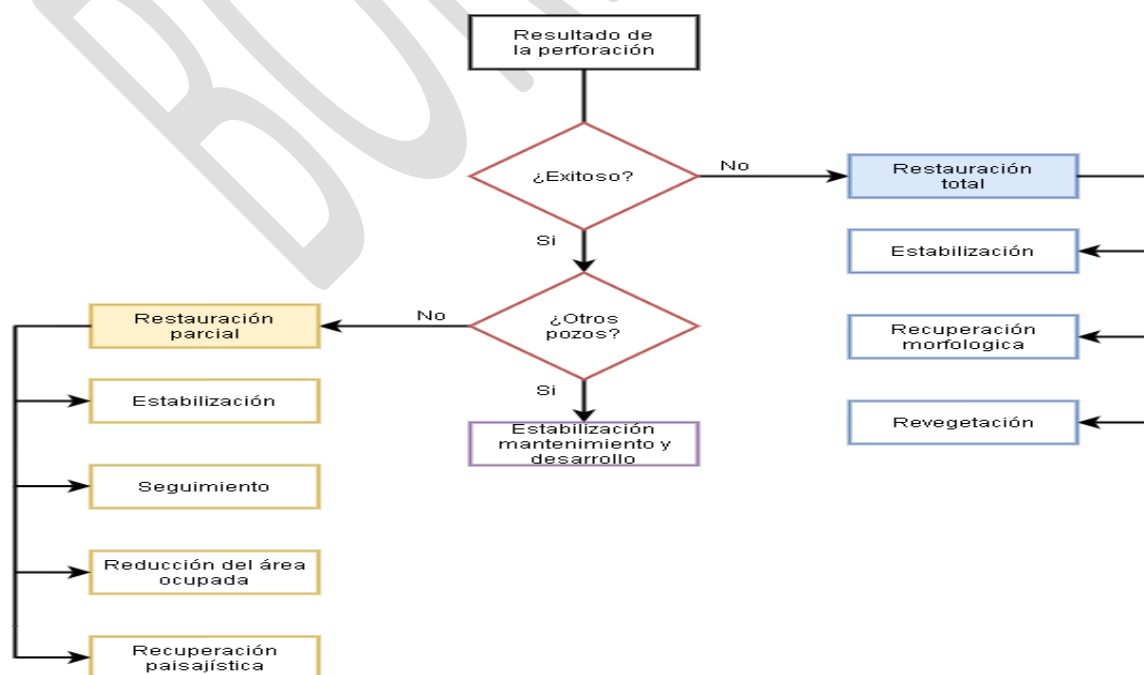 Resultado de
la perforación
¿Exitoso?
No
Restauración
total
Si
Estabilización
¿Otros
pozos?
No
Restauración
parcial
Recuperación
morfologica
Si
Estabilización
Estabilización
mantenimiento y
desarrollo
Revegetación
Seguimiento
Reducción del área
ocupada
Recuperación
paisajística